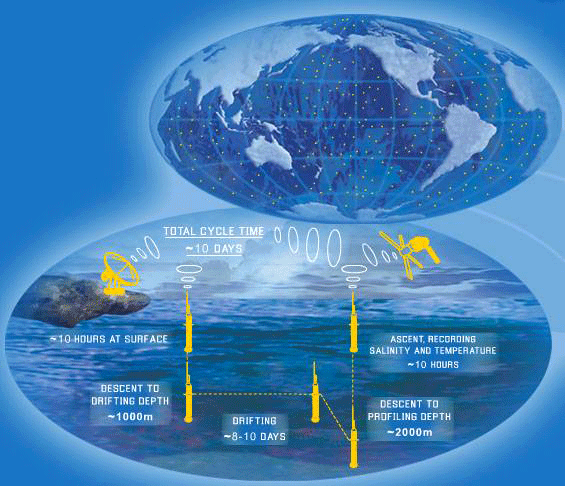 TOTAL CYCLE TIME
~10 DAYS
~10 HOURS AT SURFACE
ASCENT, RECORDING
SALINITY AND TEMPERATURE
~10 HOURS
DESCENT TO
DRIFTING DEPTH
~1000m
DRIFTING
~8-10 DAYS
DESCENT TO
PROFILING DEPTH
~2000m